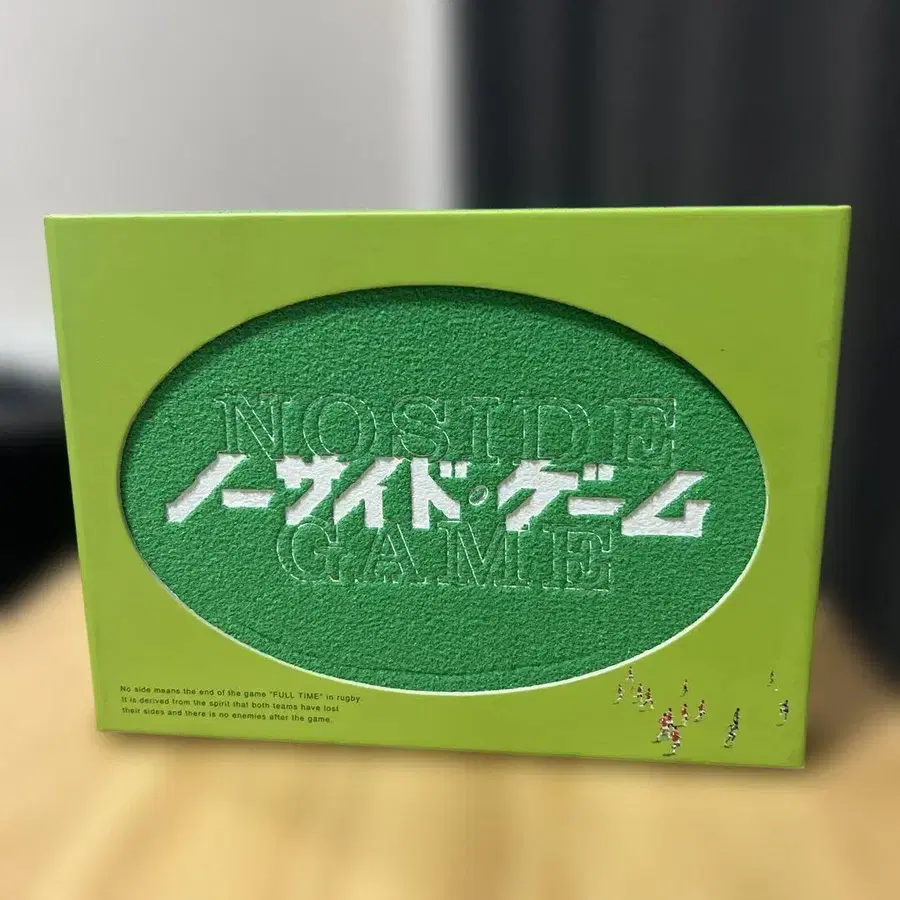 NOSIDE
ノーサイド・ゲーム
GAME
No side means the end of the game "FULL TIME" in rugby.
It is derived from the spirit that both teams have lost
their sides and there is no enemies after the game.